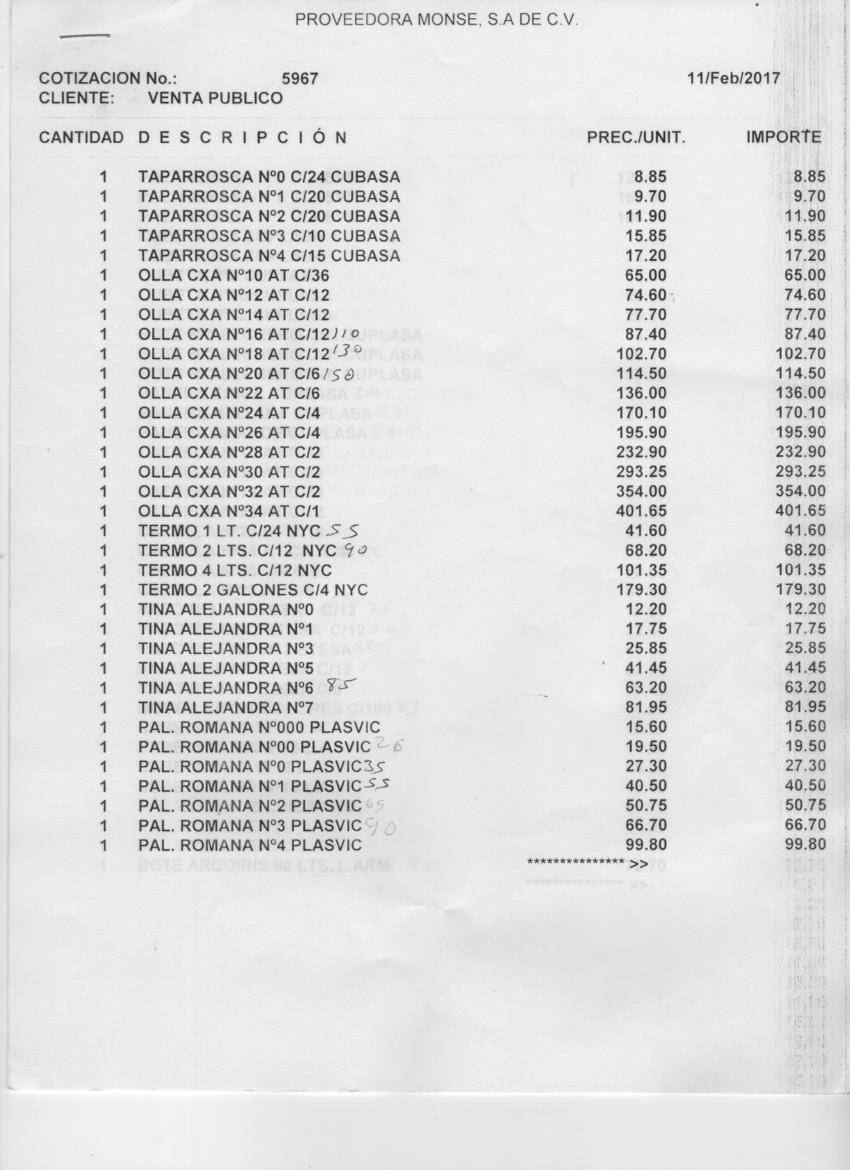 PROVEEDORA MONSE, S.A DE C.V.
COTIZACION No.: 5967 11/Feb/2017
CLIENTE: VENTA PUBLICO
CANTIDAD D E S C R I P C I Ó N PREC./UNIT. IMPORTE
1 TAPARROSCA Nº0 C/24 CUBASA 8.85 8.85
1 TAPARROSCA Nº1 C/20 CUBASA 9.70 9.70
1 TAPARROSCA Nº2 C/20 CUBASA 11.90 11.90
1 TAPARROSCA Nº3 C/10 CUBASA 15.85 15.85
1 TAPARROSCA Nº4 C/15 CUBASA 17.20 17.20
1 OLLA CXA Nº10 AT C/36 65.00 65.00
1 OLLA CXA Nº12 AT C/12 74.60 74.60
1 OLLA CXA Nº14 AT C/12 77.70 77.70
1 OLLA CXA Nº16 AT C/12 110 87.40 87.40
1 OLLA CXA Nº18 AT C/12 130 102.70 102.70
1 OLLA CXA Nº20 AT C/6 150 114.50 114.50
1 OLLA CXA Nº22 AT C/6 136.00 136.00
1 OLLA CXA Nº24 AT C/4 170.10 170.10
1 OLLA CXA Nº26 AT C/4 195.90 195.90
1 OLLA CXA Nº28 AT C/2 232.90 232.90
1 OLLA CXA Nº30 AT C/2 293.25 293.25
1 OLLA CXA Nº32 AT C/2 354.00 354.00
1 OLLA CXA Nº34 AT C/1 401.65 401.65
1 TERMO 1 LT. C/24 NYC 55 41.60 41.60
1 TERMO 2 LTS. C/12 NYC 90 68.20 68.20
1 TERMO 4 LTS. C/12 NYC 101.35 101.35
1 TERMO 2 GALONES C/4 NYC 179.30 179.30
1 TINA ALEJANDRA Nº0 12.20 12.20
1 TINA ALEJANDRA Nº1 17.75 17.75
1 TINA ALEJANDRA Nº3 25.85 25.85
1 TINA ALEJANDRA Nº5 41.45 41.45
1 TINA ALEJANDRA Nº6 85 63.20 63.20
1 TINA ALEJANDRA Nº7 81.95 81.95
1 PAL. ROMANA Nº000 PLASVIC 15.60 15.60
1 PAL. ROMANA Nº00 PLASVIC 26 19.50 19.50
1 PAL. ROMANA Nº0 PLASVIC 35 27.30 27.30
1 PAL. ROMANA Nº1 PLASVIC 55 40.50 40.50
1 PAL. ROMANA Nº2 PLASVIC 65 50.75 50.75
1 PAL. ROMANA Nº3 PLASVIC 90 66.70 66.70
1 PAL. ROMANA Nº4 PLASVIC 99.80 99.80
*************** >>
1 BOTE ARCOIRIS 80 LTS. L.ARM.